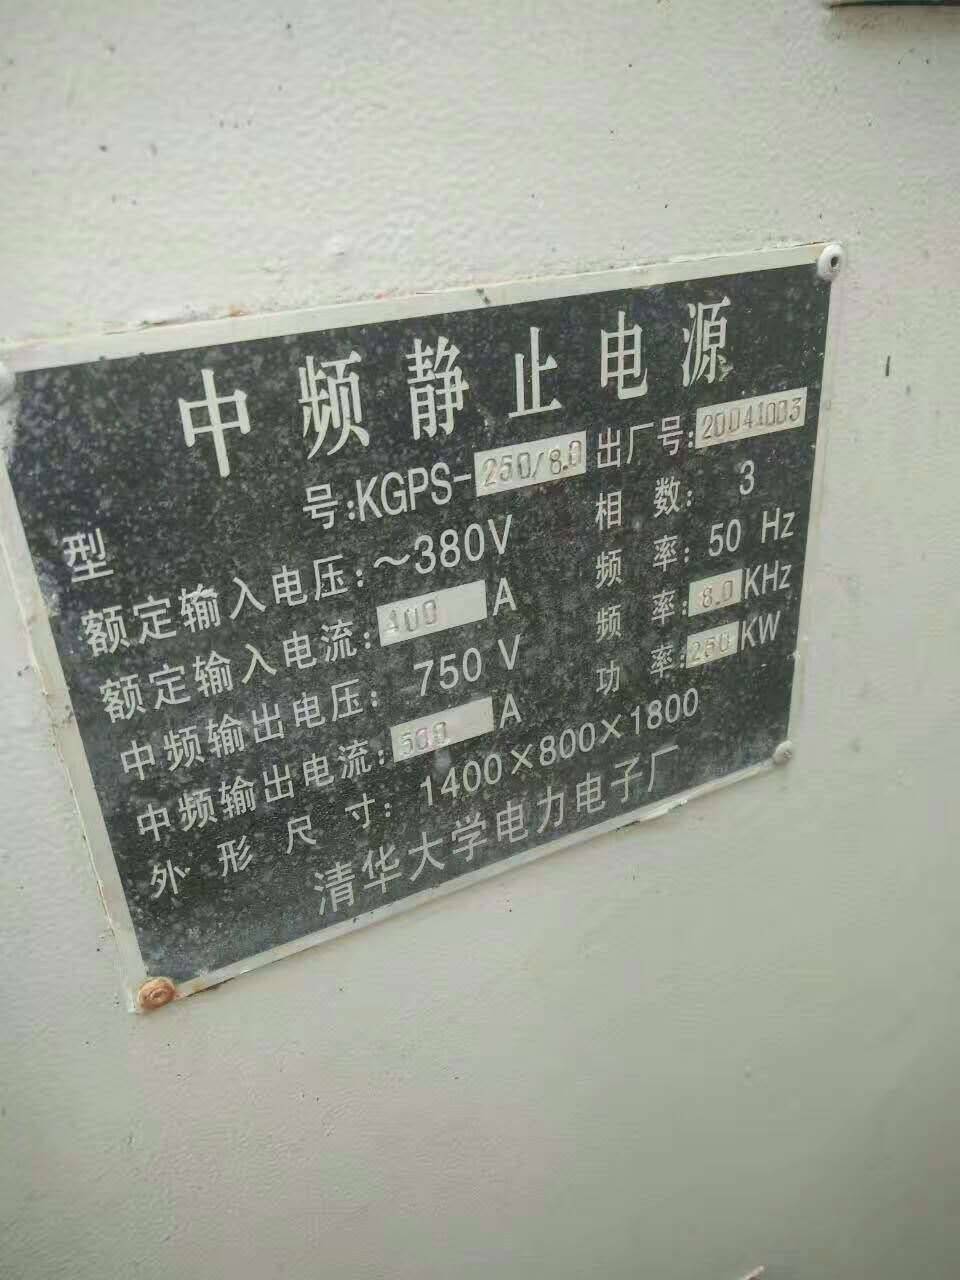 中频静止电源
型 号:KGPS-250/8.0 出厂号:20041003
额定输入电压:~380V 相 数: 3
额定输入电流:400 A 频 率: 50 Hz
中频输出电压: 750 V 频 率: 8.0 KHz
中频输出电流:500 A 功 率:250 KW
外 形 尺 寸: 1400×800×1800
清华大学电力电子厂